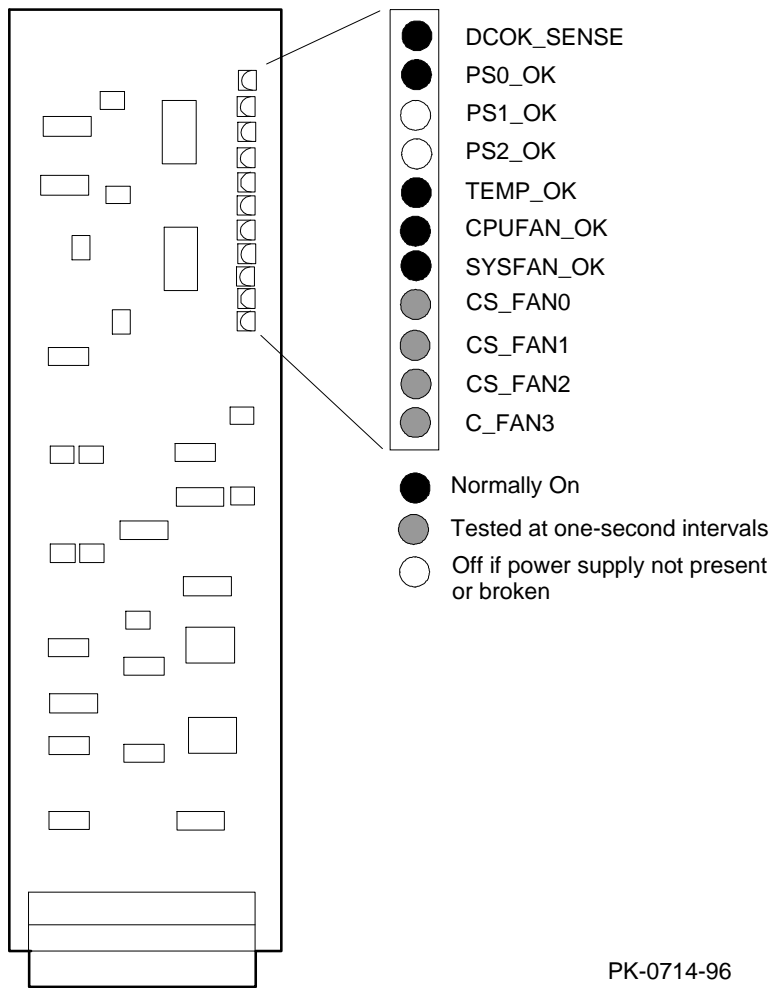 DCOK_SENSE
PS0_OK
PS1_OK
PS2_OK
TEMP_OK
CPUFAN_OK
SYSFAN_OK
CS_FAN0
CS_FAN1
CS_FAN2
C_FAN3
Normally On
Tested at one-second intervals
Off if power supply not present
or broken
PK-0714-96